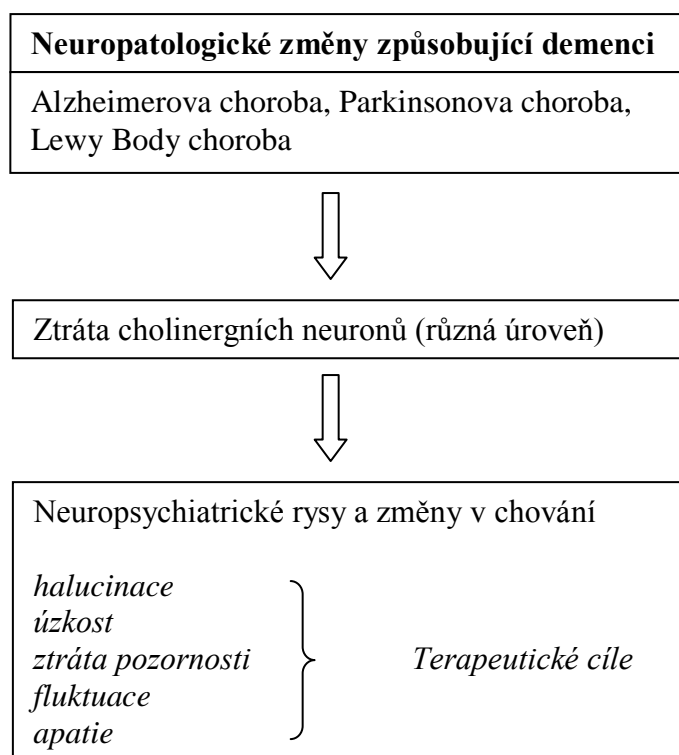 Neuropatologické změny způsobující demenci
Alzheimerova choroba, Parkinsonova choroba,
Lewy Body choroba
Ztráta cholinergních neuronů (různá úroveň)
Neuropsychiatrické rysy a změny v chování
halucinace
úzkost
ztráta pozornosti
fluktuace
apatie
Terapeutické cíle